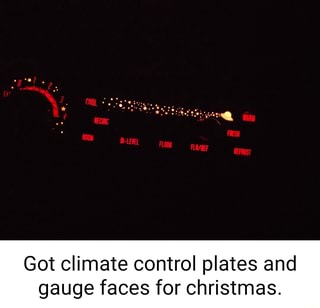 COOL
WARM
RECIRC
FRESH
ROOM
BI-LEVEL
FLOOR
FLR/DEF
DEFROST
Got climate control plates and
gauge faces for christmas.